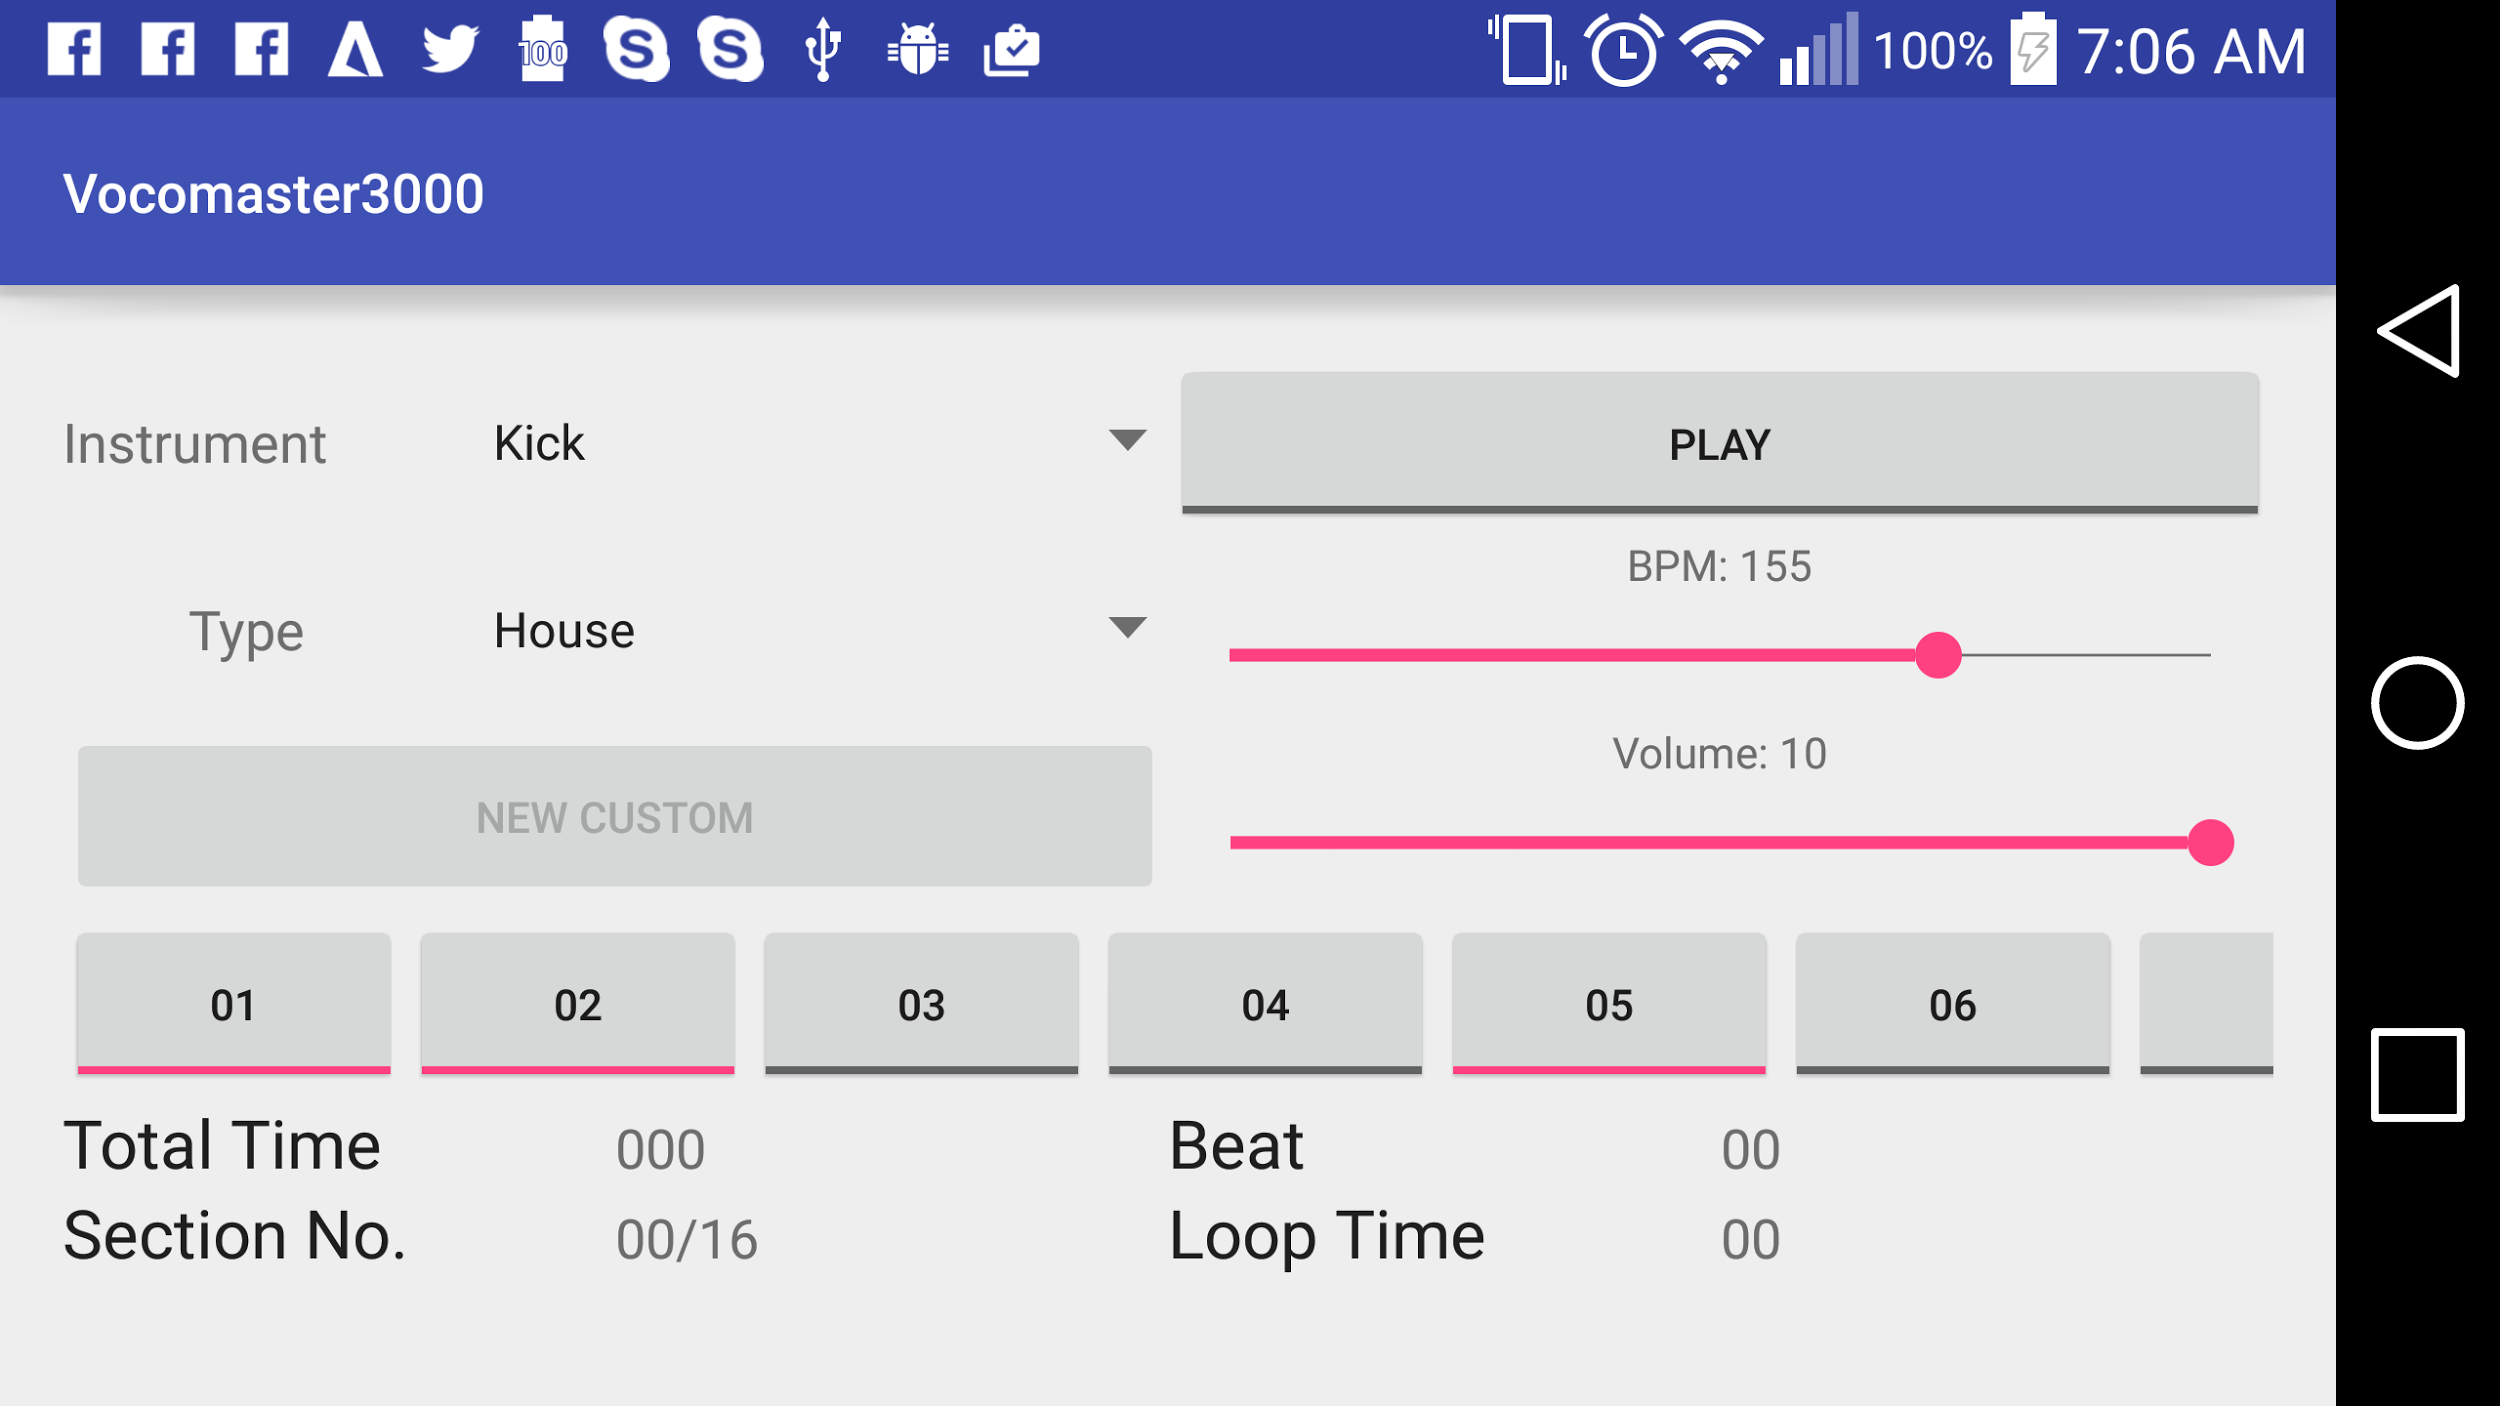 100 100% 7:06 AM
Vocomaster3000
Instrument Kick PLAY
BPM: 155
Type House
Volume: 10
NEW CUSTOM
01 02 03 04 05 06
Total Time 000 Beat 00
Section No. 00/16 Loop Time 00